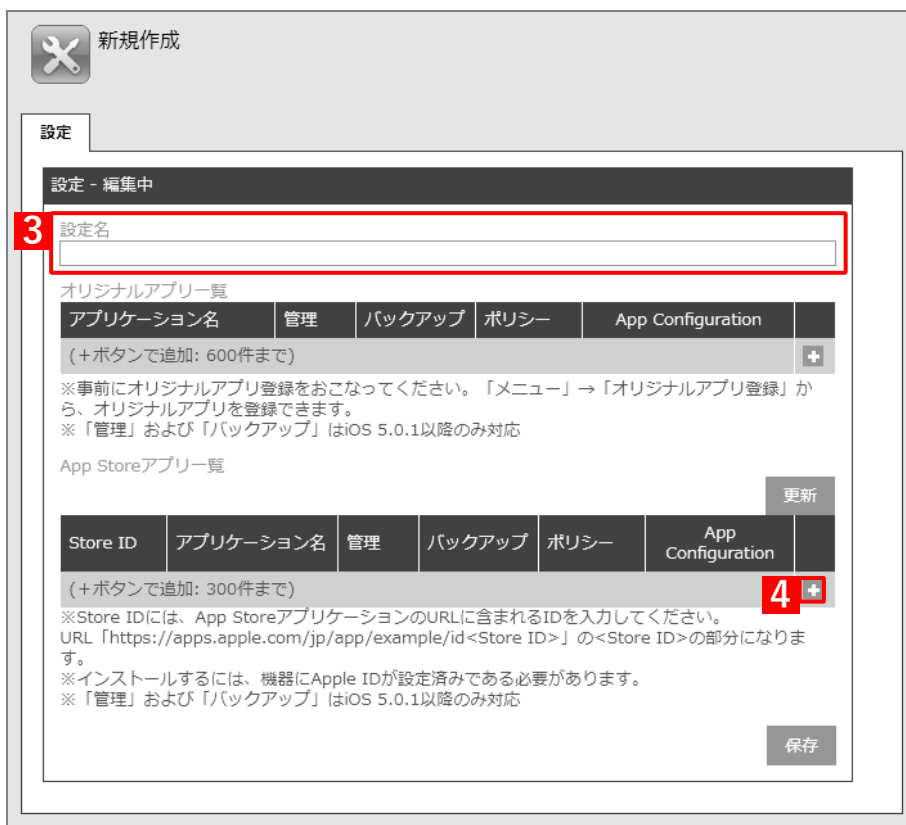 新規作成
設定
設定 - 編集中
3
設定名
オリジナルアプリ一覧
アプリケーション名 管理 バックアップ ポリシー App Configuration
(+ボタンで追加: 600件まで)
※事前にオリジナルアプリ登録をおこなってください。「メニュー」→「オリジナルアプリ登録」か
ら、オリジナルアプリを登録できます。
※「管理」および「バックアップ」はiOS 5.0.1以降のみ対応
App Storeアプリ一覧
更新
Store ID アプリケーション名 管理 バックアップ ポリシー App Configuration
(+ボタンで追加: 300件まで) 4
※Store IDには、App StoreアプリケーションのURLに含まれるIDを入力してください。
URL「https://apps.apple.com/jp/app/example/id<Store ID>」の<Store ID>の部分になりま
す。
※インストールするには、機器にApple IDが設定済みである必要があります。
※「管理」および「バックアップ」はiOS 5.0.1以降のみ対応
保存